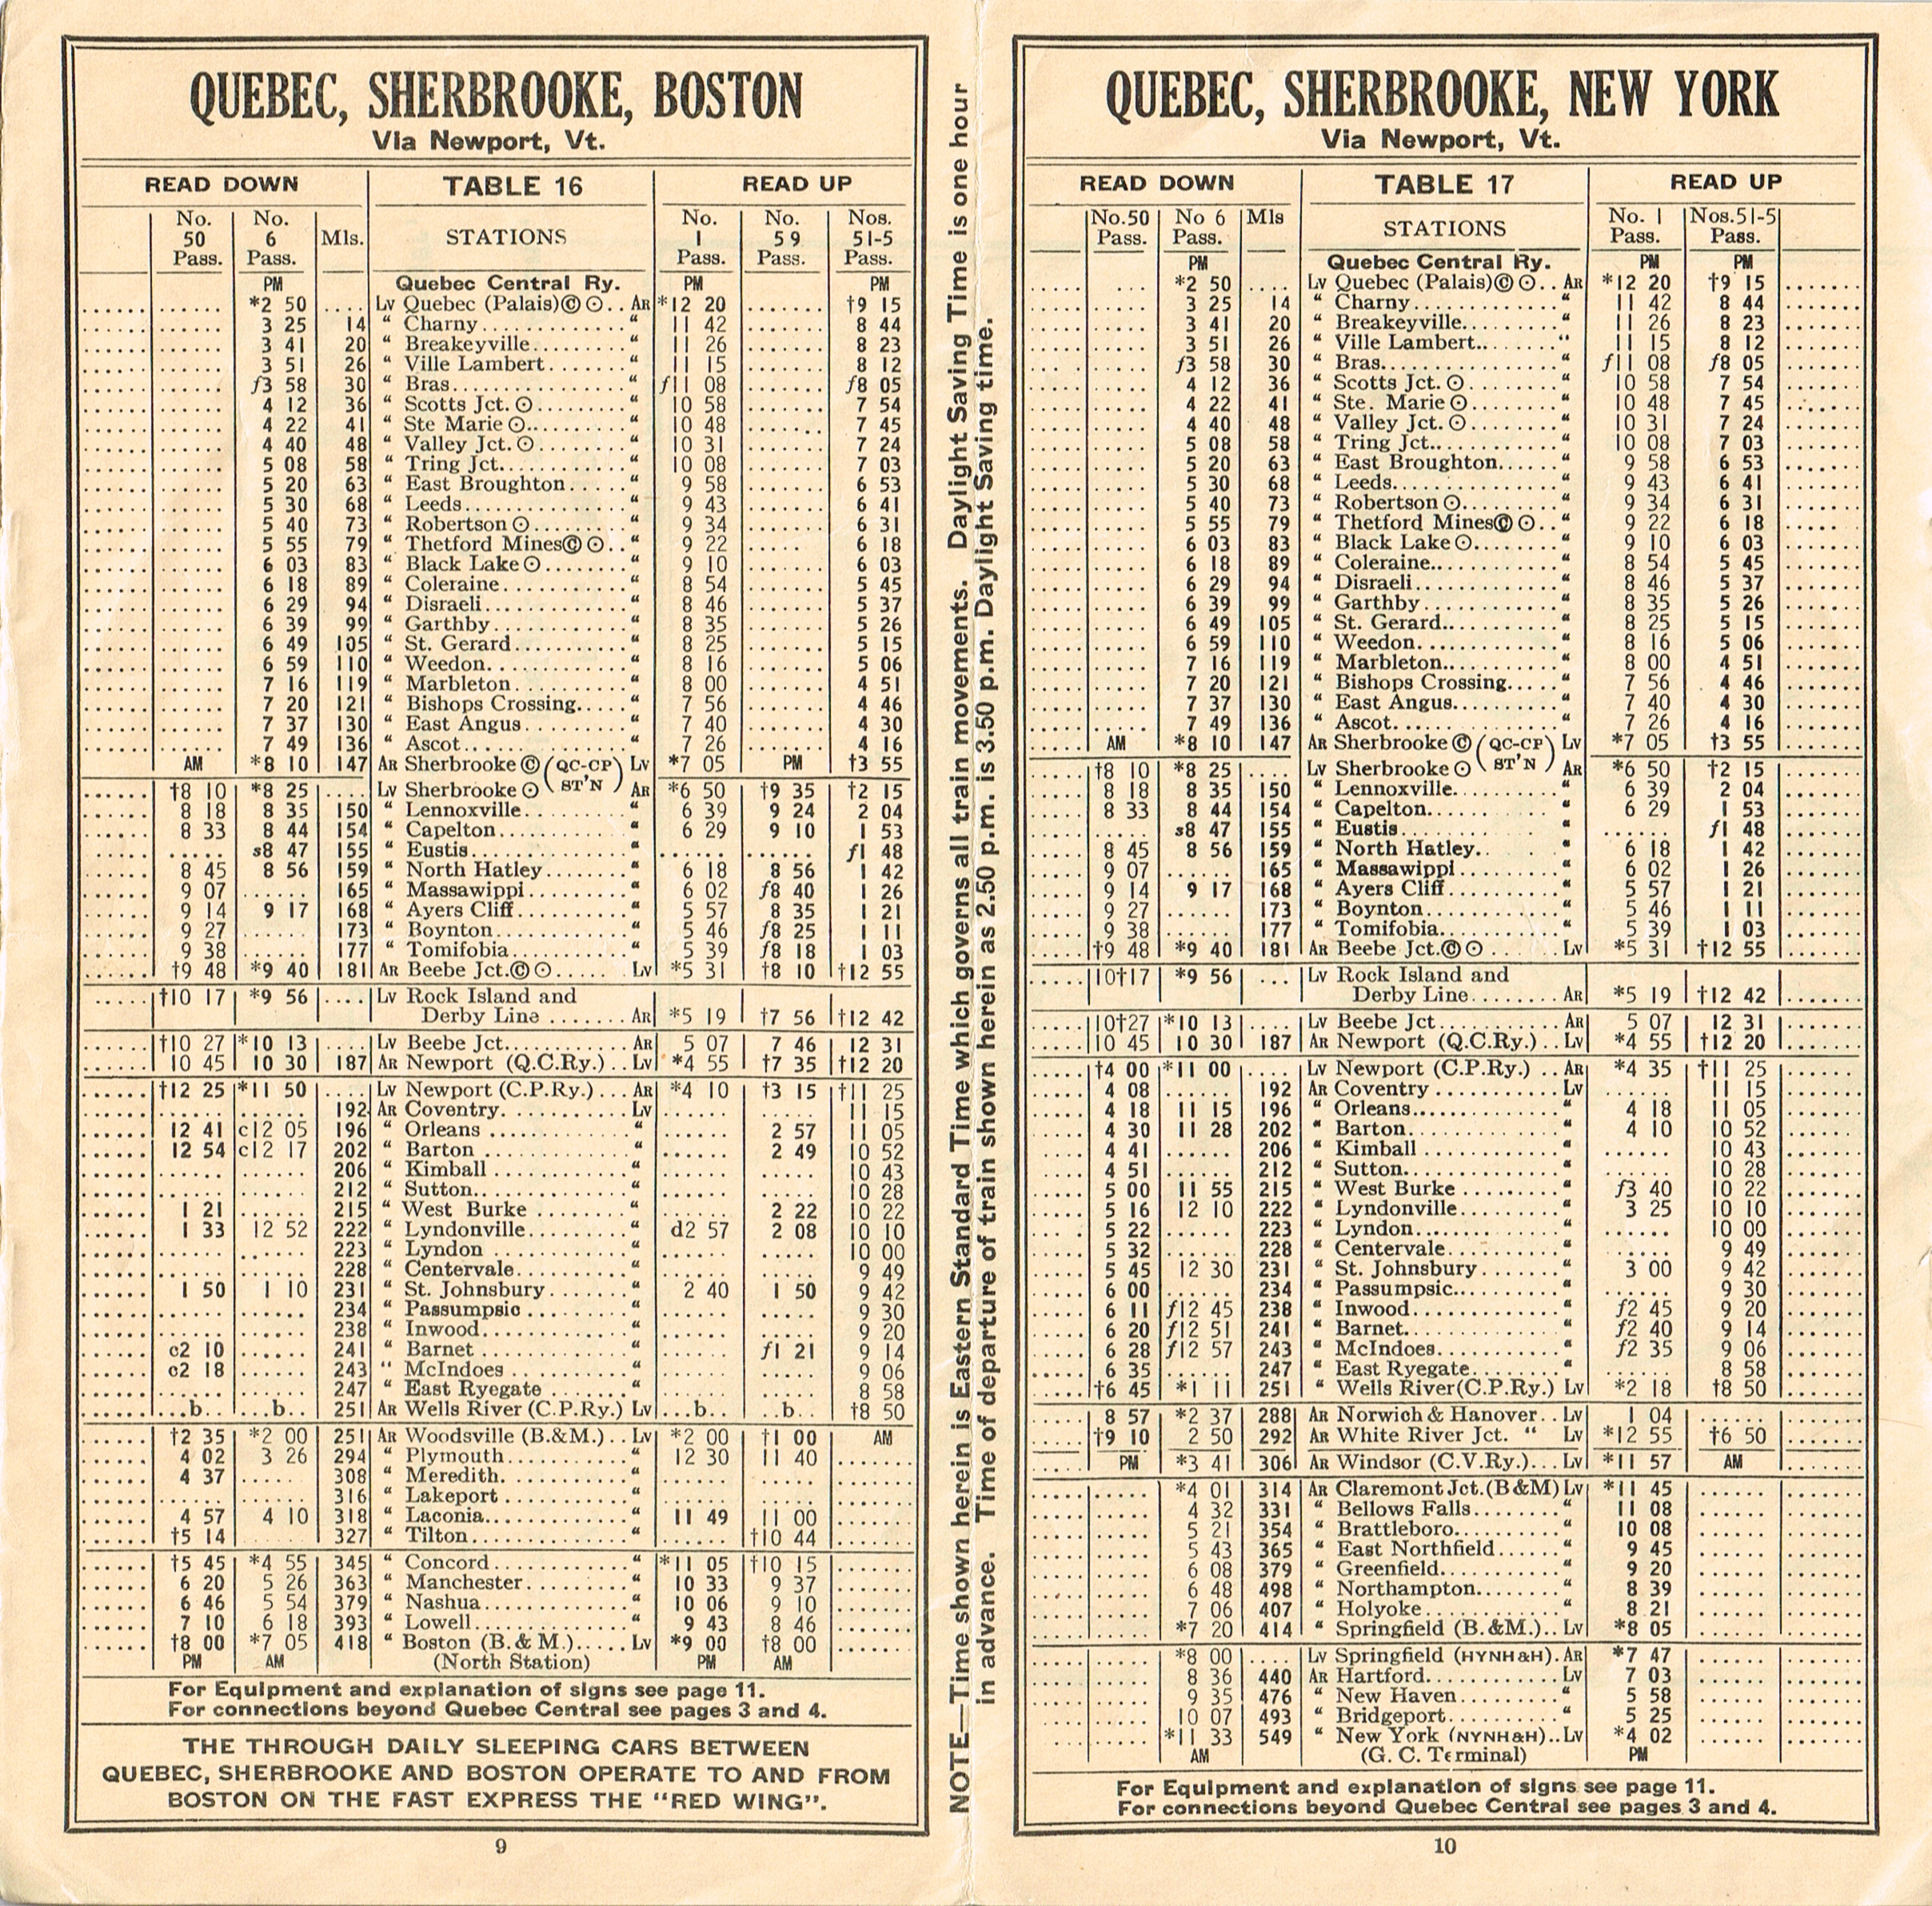 QUEBEC, SHERBROOKE, BOSTON
Via Newport, Vt.
READ DOWN TABLE 16 READ UP
No. 50 Pass. No. 6 Pass. Mls. STATIONS No. 1 Pass. No. 59 Pass. Nos. 51-5 Pass.
PM Quebec Central Ry. PM PM
...... *2 50 .... Lv Quebec (Palais)Ⓒ⊙.. Ar *12 20 ....... †9 15
...... 3 25 14 “ Charny “ 11 42 ....... 8 44
...... 3 41 20 “ Breakeyville “ 11 26 ....... 8 23
...... 3 51 26 “ Ville Lambert “ 11 15 ....... 8 12
...... f3 58 30 “ Bras “ f11 08 ....... f8 05
...... 4 12 36 “ Scotts Jct. ⊙ “ 10 58 ....... 7 54
...... 4 22 41 “ Ste Marie ⊙ “ 10 48 ....... 7 45
...... 4 40 48 “ Valley Jct. ⊙ “ 10 31 ....... 7 24
...... 5 08 58 “ Tring Jct. “ 10 08 ....... 7 03
...... 5 20 63 “ East Broughton “ 9 58 ....... 6 53
...... 5 30 68 “ Leeds “ 9 43 ....... 6 41
...... 5 40 73 “ Robertson ⊙ “ 9 34 ....... 6 31
...... 5 55 79 “ Thetford MinesⒸ⊙ “ 9 22 ....... 6 18
...... 6 03 83 “ Black Lake ⊙ “ 9 10 ....... 6 03
...... 6 18 89 “ Coleraine “ 8 54 ....... 5 45
...... 6 29 94 “ Disraeli “ 8 46 ....... 5 37
...... 6 39 99 “ Garthby “ 8 35 ....... 5 26
...... 6 49 105 “ St. Gerard “ 8 25 ....... 5 15
...... 6 59 110 “ Weedon “ 8 16 ....... 5 06
...... 7 16 119 “ Marbleton “ 8 00 ....... 4 51
...... 7 20 121 “ Bishops Crossing “ 7 56 ....... 4 46
...... 7 37 130 “ East Angus “ 7 40 ....... 4 30
...... 7 49 136 “ Ascot “ 7 26 ....... 4 16
AM *8 10 147 Ar Sherbrooke Ⓒ (QC-CP ST'N) Lv *7 05 PM †3 55
†8 10 *8 25 .... Lv Sherbrooke ⊙ Ar *6 50 †9 35 †2 15
8 18 8 35 150 “ Lennoxville “ 6 39 9 24 2 04
8 33 8 44 154 “ Capelton “ 6 29 9 10 1 53
...... s8 47 155 “ Eustis “ ...... ...... f1 48
8 45 8 56 159 “ North Hatley “ 6 18 8 56 1 42
9 07 ...... 165 “ Massawippi “ 6 02 f8 40 1 26
9 14 9 17 168 “ Ayers Cliff “ 5 57 8 35 1 21
9 27 ...... 173 “ Boynton “ 5 46 f8 25 1 11
9 38 ...... 177 “ Tomifobia “ 5 39 f8 18 1 03
†9 48 *9 40 181 Ar Beebe Jct.Ⓒ⊙ Lv *5 31 †8 10 †12 55
†10 17 *9 56 .... Lv Rock Island and
Derby Line Ar *5 19 †7 56 †12 42
†10 27 *10 13 .... Lv Beebe Jct. Ar 5 07 7 46 12 31
10 45 10 30 187 Ar Newport (Q.C.Ry.) Lv *4 55 †7 35 †12 20
†12 25 *11 50 .... Lv Newport (C.P.Ry.) Ar *4 10 †3 15 †11 25
...... ...... 192 Ar Coventry Lv ...... ...... 11 15
12 41 c12 05 196 “ Orleans “ ...... 2 57 11 05
12 54 c12 17 202 “ Barton “ ...... 2 49 10 52
...... ...... 206 “ Kimball “ ...... ...... 10 43
...... ...... 212 “ Sutton “ ...... ...... 10 28
1 21 ...... 215 “ West Burke “ ...... 2 22 10 22
1 33 12 52 222 “ Lyndonville “ d2 57 2 08 10 10
...... ...... 223 “ Lyndon “ ...... ...... 10 00
...... ...... 228 “ Centervale “ ...... ...... 9 49
1 50 1 10 231 “ St. Johnsbury “ 2 40 1 50 9 42
...... ...... 234 “ Passumpsic “ ...... ...... 9 30
...... ...... 238 “ Inwood “ ...... ...... 9 20
c2 10 ...... 241 “ Barnet “ ...... f1 21 9 14
c2 18 ...... 243 “ McIndoes “ ...... ...... 9 06
...... ...... 247 “ East Ryegate “ ...... ...... 8 58
...b.. ...b.. 251 Ar Wells River (C.P.Ry.) Lv ...b.. ..b.. †8 50
†2 35 *2 00 251 Ar Woodsville (B.&M.) Lv *2 00 †1 00 AM
4 02 3 26 294 “ Plymouth “ 12 30 11 40 .......
4 37 ...... 308 “ Meredith “ ...... ...... .......
...... ...... 316 “ Lakeport “ ...... ...... .......
4 57 4 10 318 “ Laconia “ 11 49 11 00 .......
†5 14 ...... 327 “ Tilton “ ...... †10 44 .......
†5 45 *4 55 345 “ Concord “ *11 05 †10 15 .......
6 20 5 26 363 “ Manchester “ 10 33 9 37 .......
6 46 5 54 379 “ Nashua “ 10 06 9 10 .......
7 10 6 18 393 “ Lowell “ 9 43 8 46 .......
†8 00 *7 05 418 “ Boston (B. & M.) Lv *9 00 †8 00 .......
PM AM (North Station) PM AM
For Equipment and explanation of signs see page 11.
For connections beyond Quebec Central see pages 3 and 4.
THE THROUGH DAILY SLEEPING CARS BETWEEN
QUEBEC, SHERBROOKE AND BOSTON OPERATE TO AND FROM
BOSTON ON THE FAST EXPRESS THE “RED WING”.
9
NOTE—Time shown herein is Eastern Standard Time which governs all train movements. Daylight Saving Time is one hour
in advance. Time of departure of train shown herein as 2.50 p.m. is 3.50 p.m. Daylight Saving time.
QUEBEC, SHERBROOKE, NEW YORK
Via Newport, Vt.
READ DOWN TABLE 17 READ UP
No.50 Pass. No 6 Pass. Mls STATIONS No. 1 Pass. Nos.51-5 Pass.
PM Quebec Central Ry. PM PM
... *2 50 .... Lv Quebec (Palais)Ⓒ⊙.. Ar *12 20 †9 15
...... 3 25 14 “ Charny “ 11 42 8 44
...... 3 41 20 “ Breakeyville “ 11 26 8 23
...... 3 51 26 “ Ville Lambert “ 11 15 8 12
...... f3 58 30 “ Bras “ f11 08 f8 05
...... 4 12 36 “ Scotts Jct. ⊙ “ 10 58 7 54
...... 4 22 41 “ Ste. Marie ⊙ “ 10 48 7 45
...... 4 40 48 “ Valley Jct. ⊙ “ 10 31 7 24
...... 5 08 58 “ Tring Jct. “ 10 08 7 03
...... 5 20 63 “ East Broughton “ 9 58 6 53
...... 5 30 68 “ Leeds “ 9 43 6 41
...... 5 40 73 “ Robertson ⊙ “ 9 34 6 31
...... 5 55 79 “ Thetford MinesⒸ⊙ “ 9 22 6 18
...... 6 03 83 “ Black Lake ⊙ “ 9 10 6 03
...... 6 18 89 “ Coleraine “ 8 54 5 45
...... 6 29 94 “ Disraeli “ 8 46 5 37
...... 6 39 99 “ Garthby “ 8 35 5 26
...... 6 49 105 “ St. Gerard “ 8 25 5 15
...... 6 59 110 “ Weedon “ 8 16 5 06
...... 7 16 119 “ Marbleton “ 8 00 4 51
...... 7 20 121 “ Bishops Crossing “ 7 56 4 46
...... 7 37 130 “ East Angus “ 7 40 4 30
...... 7 49 136 “ Ascot “ 7 26 4 16
AM *8 10 147 Ar Sherbrooke Ⓒ (QC-CP ST'N) Lv *7 05 †3 55
†8 10 *8 25 .... Lv Sherbrooke ⊙ Ar *6 50 †2 15
8 18 8 35 150 “ Lennoxville “ 6 39 2 04
8 33 8 44 154 “ Capelton “ 6 29 1 53
...... s8 47 155 “ Eustis “ ...... f1 48
8 45 8 56 159 “ North Hatley “ 6 18 1 42
9 07 ...... 165 “ Massawippi “ 6 02 1 26
9 14 9 17 168 “ Ayers Cliff “ 5 57 1 21
9 27 ...... 173 “ Boynton “ 5 46 1 11
9 38 ...... 177 “ Tomifobia “ 5 39 1 03
†9 48 *9 40 181 Ar Beebe Jct.Ⓒ⊙ Lv *5 31 †12 55
10†17 *9 56 ... Lv Rock Island and
Derby Line Ar *5 19 †12 42
10†27 *10 13 .... Lv Beebe Jct Ar 5 07 12 31
10 45 10 30 187 Ar Newport (Q.C.Ry.) Lv *4 55 †12 20
†4 00 *11 00 .... Lv Newport (C.P.Ry.) Ar *4 35 †11 25
4 08 ...... 192 Ar Coventry Lv ...... 11 15
4 18 11 15 196 “ Orleans “ 4 18 11 05
4 30 11 28 202 “ Barton “ 4 10 10 52
4 41 ...... 206 “ Kimball “ ...... 10 43
4 51 ...... 212 “ Sutton “ ...... 10 28
5 00 11 55 215 “ West Burke “ f3 40 10 22
5 16 12 10 222 “ Lyndonville “ 3 25 10 10
5 22 ...... 223 “ Lyndon “ ...... 10 00
5 32 ...... 228 “ Centervale “ ...... 9 49
5 45 12 30 231 “ St. Johnsbury “ 3 00 9 42
6 00 ...... 234 “ Passumpsic “ ...... 9 30
6 11 f12 45 238 “ Inwood “ f2 45 9 20
6 20 f12 51 241 “ Barnet “ f2 40 9 14
6 28 f12 57 243 “ McIndoes “ f2 35 9 06
6 35 ...... 247 “ East Ryegate “ ...... 8 58
†6 45 *1 11 251 “ Wells River(C.P.Ry.) Lv *2 18 †8 50
8 57 *2 37 288 Ar Norwich & Hanover Lv 1 04 ......
†9 10 2 50 292 Ar White River Jct. “ Lv *12 55 †6 50
PM *3 41 306 Ar Windsor (C.V.Ry.) Lv *11 57 AM
...... *4 01 314 Ar Claremont Jct.(B&M) Lv *11 45 ......
...... 4 32 331 “ Bellows Falls “ 11 08 ......
...... 5 21 354 “ Brattleboro “ 10 08 ......
...... 5 43 365 “ East Northfield “ 9 45 ......
...... 6 08 379 “ Greenfield “ 9 20 ......
...... 6 48 498 “ Northampton “ 8 39 ......
...... 7 06 407 “ Holyoke “ 8 21 ......
...... *7 20 414 “ Springfield (B.&M.) Lv *8 05 ......
...... *8 00 .... Lv Springfield (HYNH&H). Ar *7 47 ......
...... 8 36 440 Ar Hartford Lv 7 03 ......
...... 9 35 476 “ New Haven “ 5 58 ......
...... 10 07 493 “ Bridgeport “ 5 25 ......
...... *11 33 549 “ New York (NYNH&H) Lv *4 02 ......
AM (G. C. Terminal) PM
For Equipment and explanation of signs see page 11.
For connections beyond Quebec Central see pages 3 and 4.
10